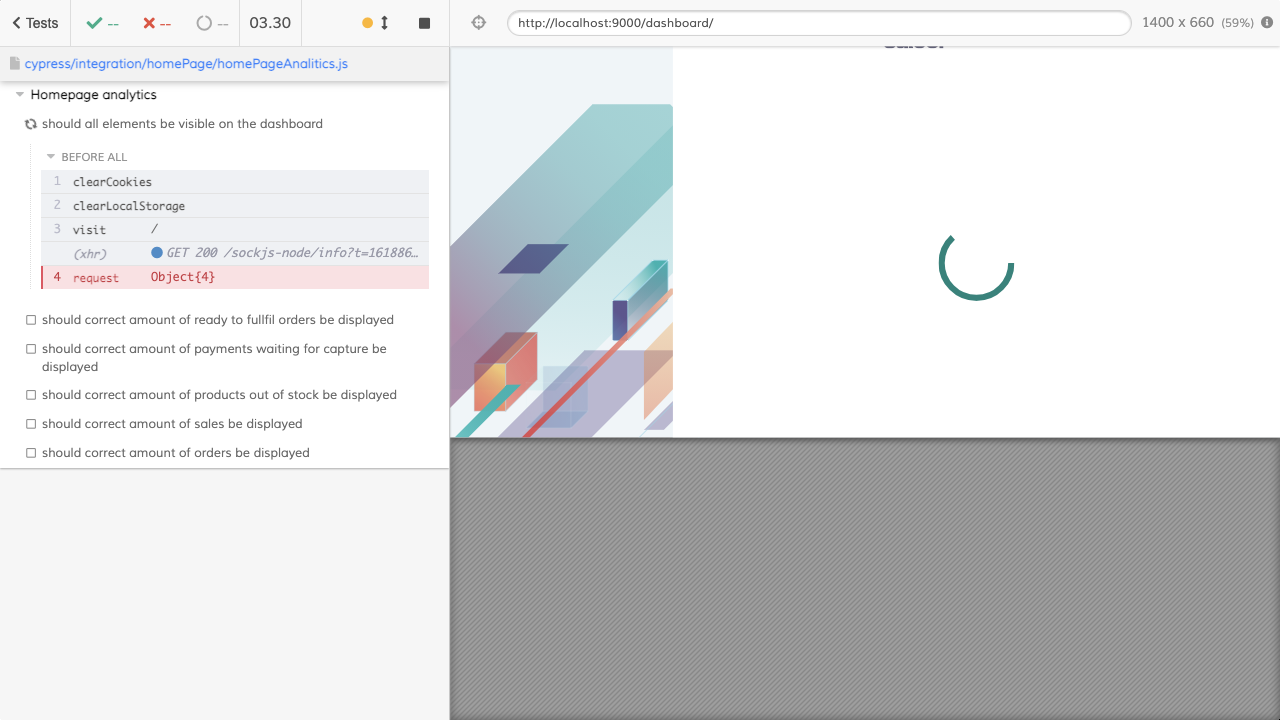 Tests
--
--
--
03.30
http://localhost:9000/dashboard/
1400 x 660 (59%)
cypress/integration/homePage/homePageAnalitics.js
Homepage analytics
should all elements be visible on the dashboard
BEFORE ALL
1 clearCookies
2 clearLocalStorage
3 visit /
(xhr) GET 200 /sockjs-node/info?t=161886…
4 request Object{4}
should correct amount of ready to fullfil orders be displayed
should correct amount of payments waiting for capture be
displayed
should correct amount of products out of stock be displayed
should correct amount of sales be displayed
should correct amount of orders be displayed